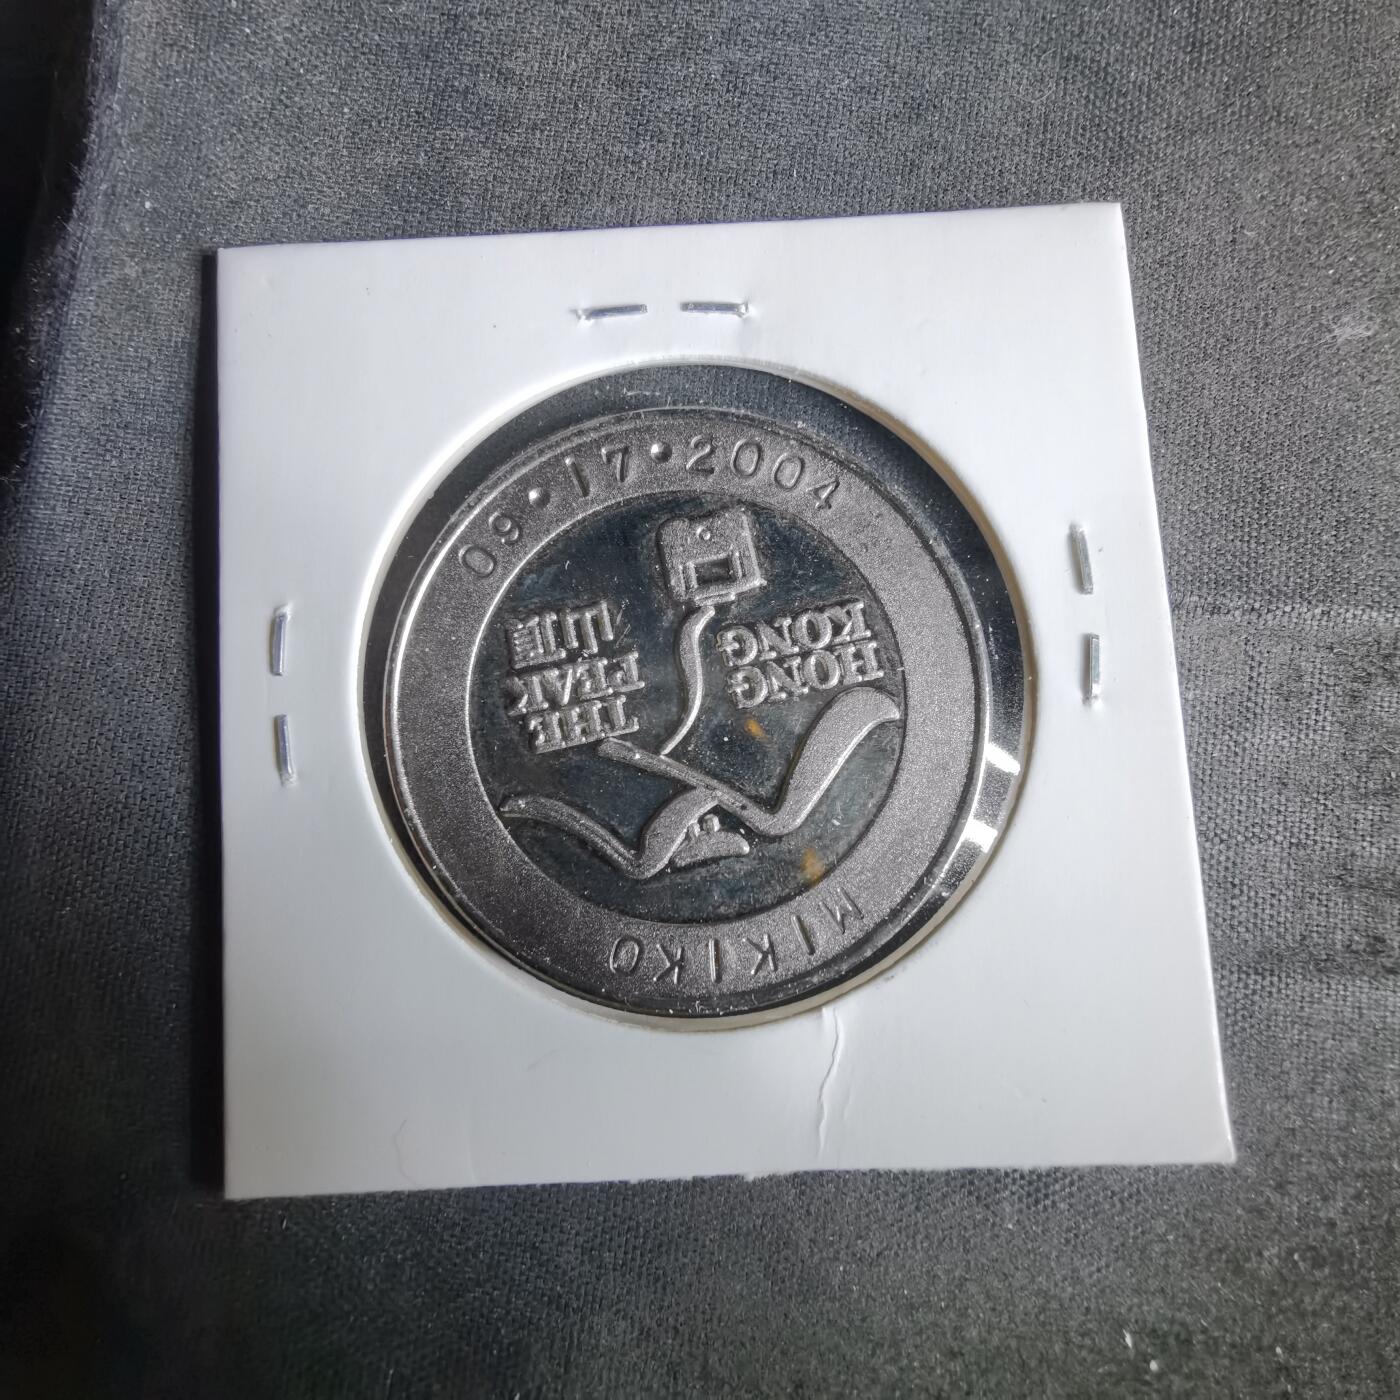 09·17·2004
HONG
KONG
THE
PEAK
山頂
MIKIKO